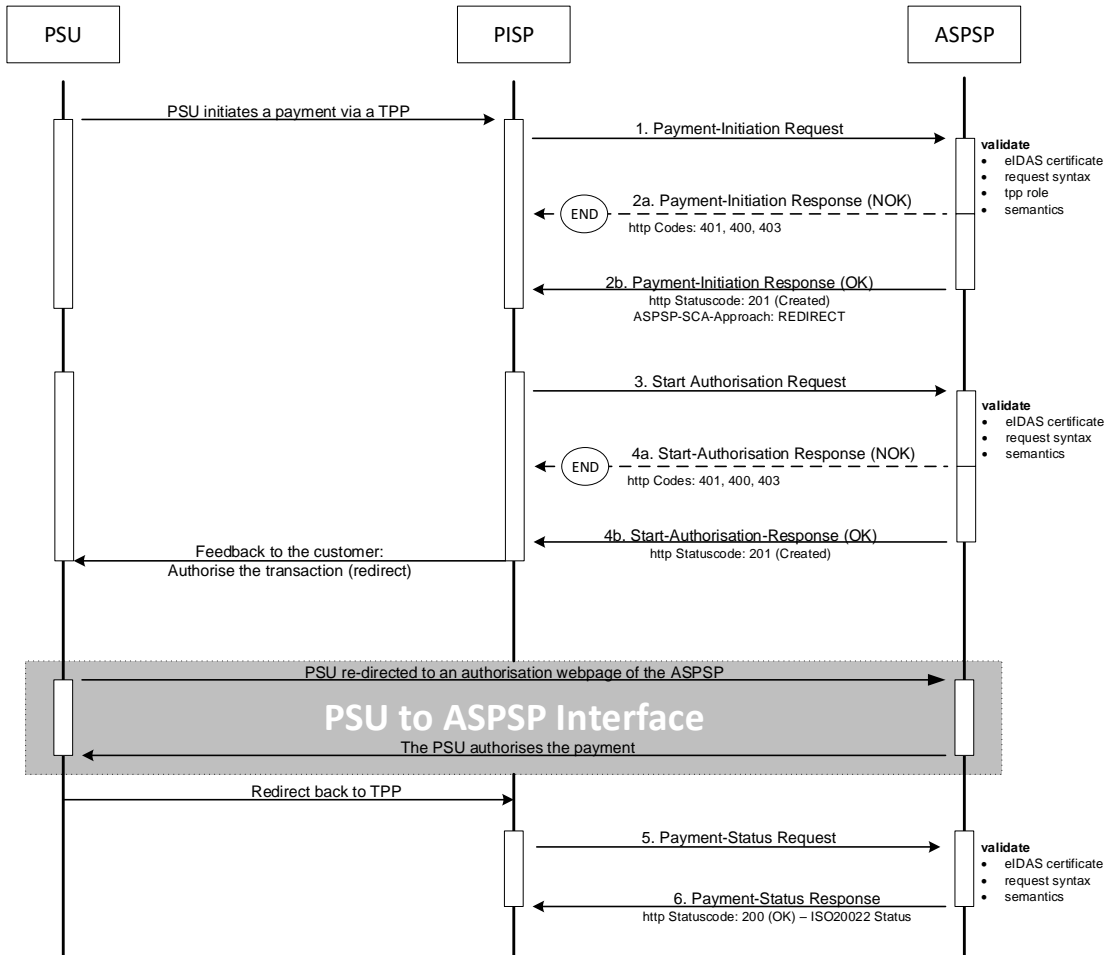 PSU
PISP
ASPSP
PSU initiates a payment via a TPP
1. Payment-Initiation Request
validate
• eIDAS certificate
• request syntax
• tpp role
• semantics
2a. Payment-Initiation Response (NOK)
END
http Codes: 401, 400, 403
2b. Payment-Initiation Response (OK)
http Statuscode: 201 (Created)
ASPSP-SCA-Approach: REDIRECT
3. Start Authorisation Request
validate
• eIDAS certificate
• request syntax
• semantics
4a. Start-Authorisation Response (NOK)
END
http Codes: 401, 400, 403
4b. Start-Authorisation-Response (OK)
http Statuscode: 201 (Created)
Feedback to the customer:
Authorise the transaction (redirect)
PSU re-directed to an authorisation webpage of the ASPSP
PSU to ASPSP Interface
The PSU authorises the payment
Redirect back to TPP
5. Payment-Status Request
validate
• eIDAS certificate
• request syntax
• semantics
6. Payment-Status Response
http Statuscode: 200 (OK) – ISO20022 Status